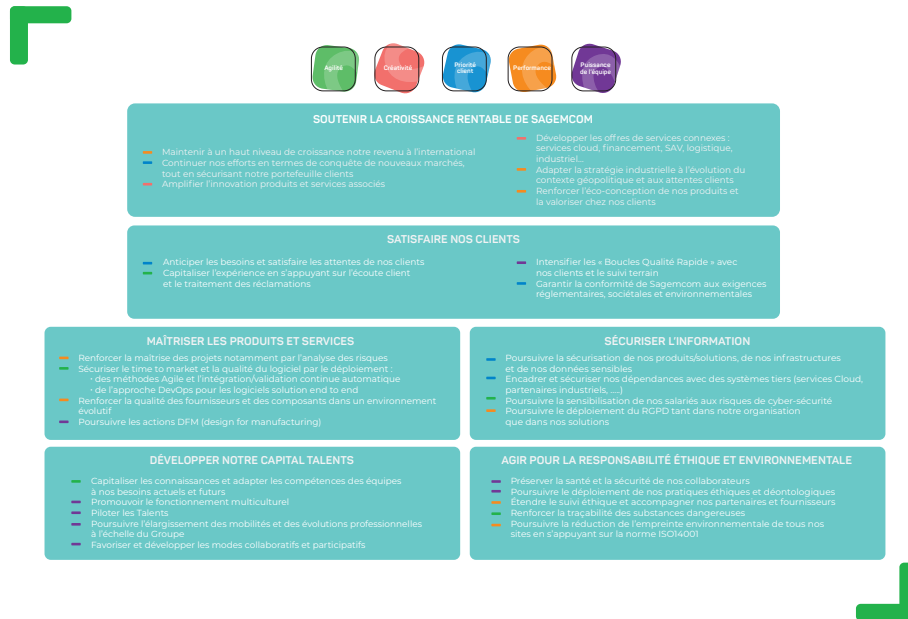 Agilité
Créativité
Priorité
client
Performance
Puissance
de l'équipe
SOUTENIR LA CROISSANCE RENTABLE DE SAGEMCOM
Maintenir à un haut niveau de croissance notre revenu à l'international
Continuer nos efforts en termes de conquête de nouveaux marchés,
tout en sécurisant notre portefeuille clients
Amplifier l'innovation produits et services associés
Développer les offres de services connexes :
services cloud, financement, SAV, logistique,
industriel...
Adapter la stratégie industrielle à l'évolution du
contexte géopolitique et aux attentes clients
Renforcer l'éco-conception de nos produits et
la valoriser chez nos clients
SATISFAIRE NOS CLIENTS
Anticiper les besoins et satisfaire les attentes de nos clients
Capitaliser l'expérience en s'appuyant sur l'écoute client
et le traitement des réclamations
Intensifier les « Boucles Qualité Rapide » avec
nos clients et le suivi terrain
Garantir la conformité de Sagemcom aux exigences
réglementaires, sociétales et environnementales
MAÎTRISER LES PRODUITS ET SERVICES
Renforcer la maîtrise des projets notamment par l'analyse des risques
Sécuriser le time to market et la qualité du logiciel par le déploiement :
• des méthodes Agile et l'intégration/validation continue automatique
• de l'approche DevOps pour les logiciels solution end to end
Renforcer la qualité des fournisseurs et des composants dans un environnement
évolutif
Poursuivre les actions DFM (design for manufacturing)
SÉCURISER L'INFORMATION
Poursuivre la sécurisation de nos produits/solutions, de nos infrastructures
et de nos données sensibles
Encadrer et sécuriser nos dépendances avec des systèmes tiers (services Cloud,
partenaires industriels, ....)
Poursuivre la sensibilisation de nos salariés aux risques de cyber-sécurité
Poursuivre le déploiement du RGPD tant dans notre organisation
que dans nos solutions
DÉVELOPPER NOTRE CAPITAL TALENTS
Capitaliser les connaissances et adapter les compétences des équipes
à nos besoins actuels et futurs
Promouvoir le fonctionnement multiculturel
Piloter les Talents
Poursuivre l'élargissement des mobilités et des évolutions professionnelles
à l'échelle du Groupe
Favoriser et développer les modes collaboratifs et participatifs
AGIR POUR LA RESPONSABILITÉ ÉTHIQUE ET ENVIRONNEMENTALE
Préserver la santé et la sécurité de nos collaborateurs
Poursuivre le déploiement de nos pratiques éthiques et déontologiques
Étendre le suivi éthique et accompagner nos partenaires et fournisseurs
Renforcer la traçabilité des substances dangereuses
Poursuivre la réduction de l'empreinte environnementale de tous nos
sites en s'appuyant sur la norme ISO14001